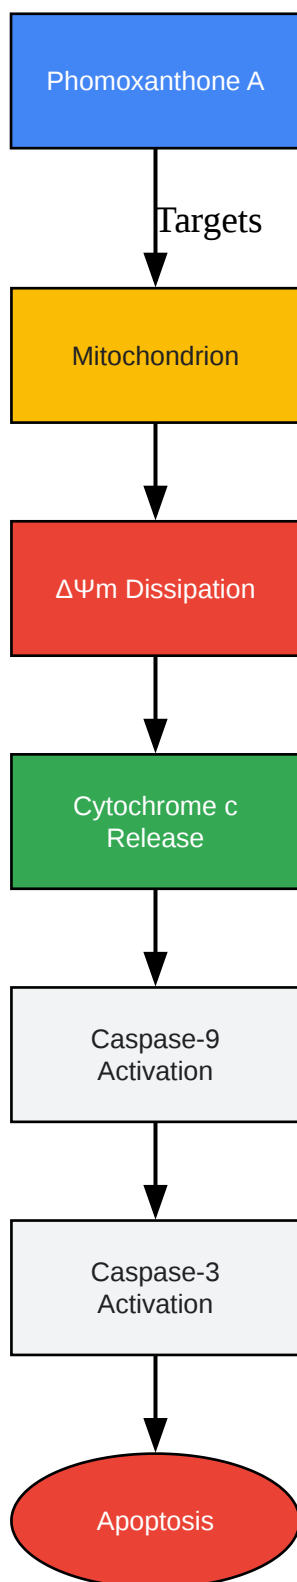 Phomoxanthone A
Targets
Mitochondrion
ΔΨm Dissipation
Cytochrome c
Release
Caspase-9
Activation
Caspase-3
Activation
Apoptosis